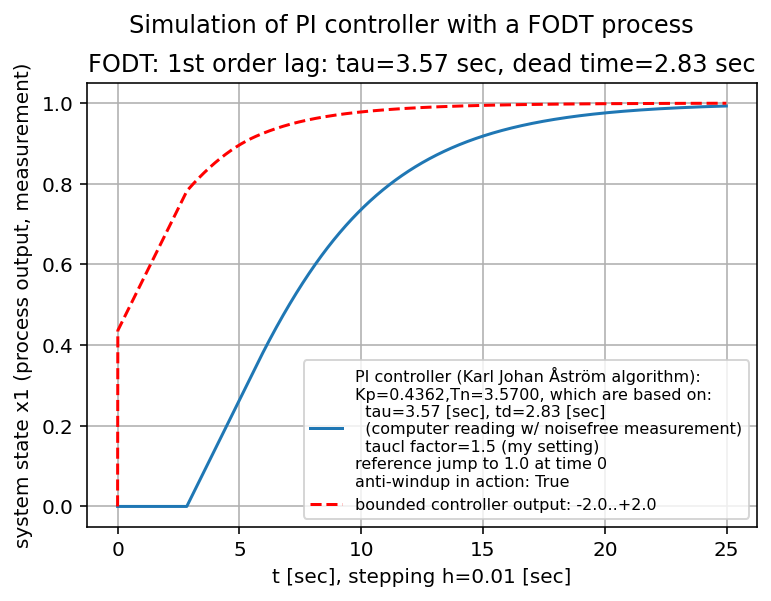 Simulation of PI controller with a FODT process
FODT: 1st order lag: tau=3.57 sec, dead time=2.83 sec
system state x1 (process output, measurement)
1.0
0.8
0.6
0.4
0.2
0.0
PI controller (Karl Johan Åström algorithm):
Kp=0.4362,Tn=3.5700, which are based on:
tau=3.57 [sec], td=2.83 [sec]
(computer reading w/ noisefree measurement)
taucl factor=1.5 (my setting)
reference jump to 1.0 at time 0
anti-windup in action: True
bounded controller output: -2.0..+2.0
0 5 10 15 20 25
t [sec], stepping h=0.01 [sec]